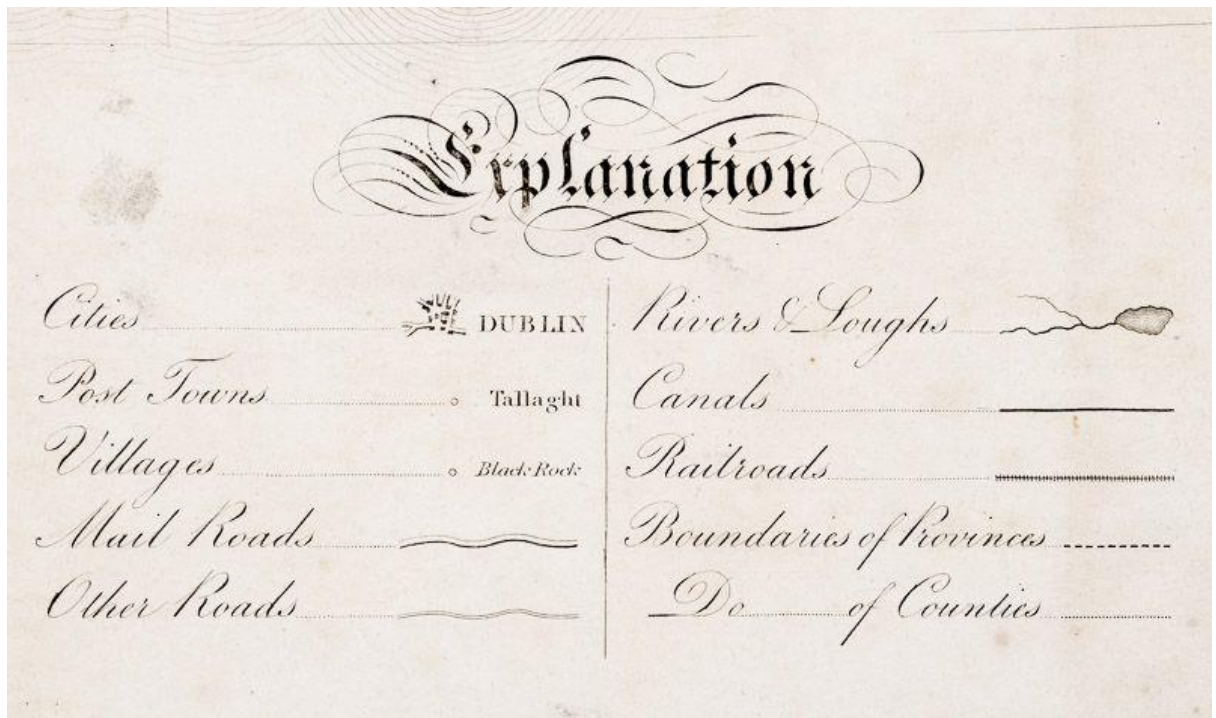 Explanation
Cities DUBLIN
Post Towns Tallaght
Villages Black Rock
Mail Roads
Other Roads
Rivers & Loughs
Canals
Railroads
Boundaries of Provinces
Do of Counties